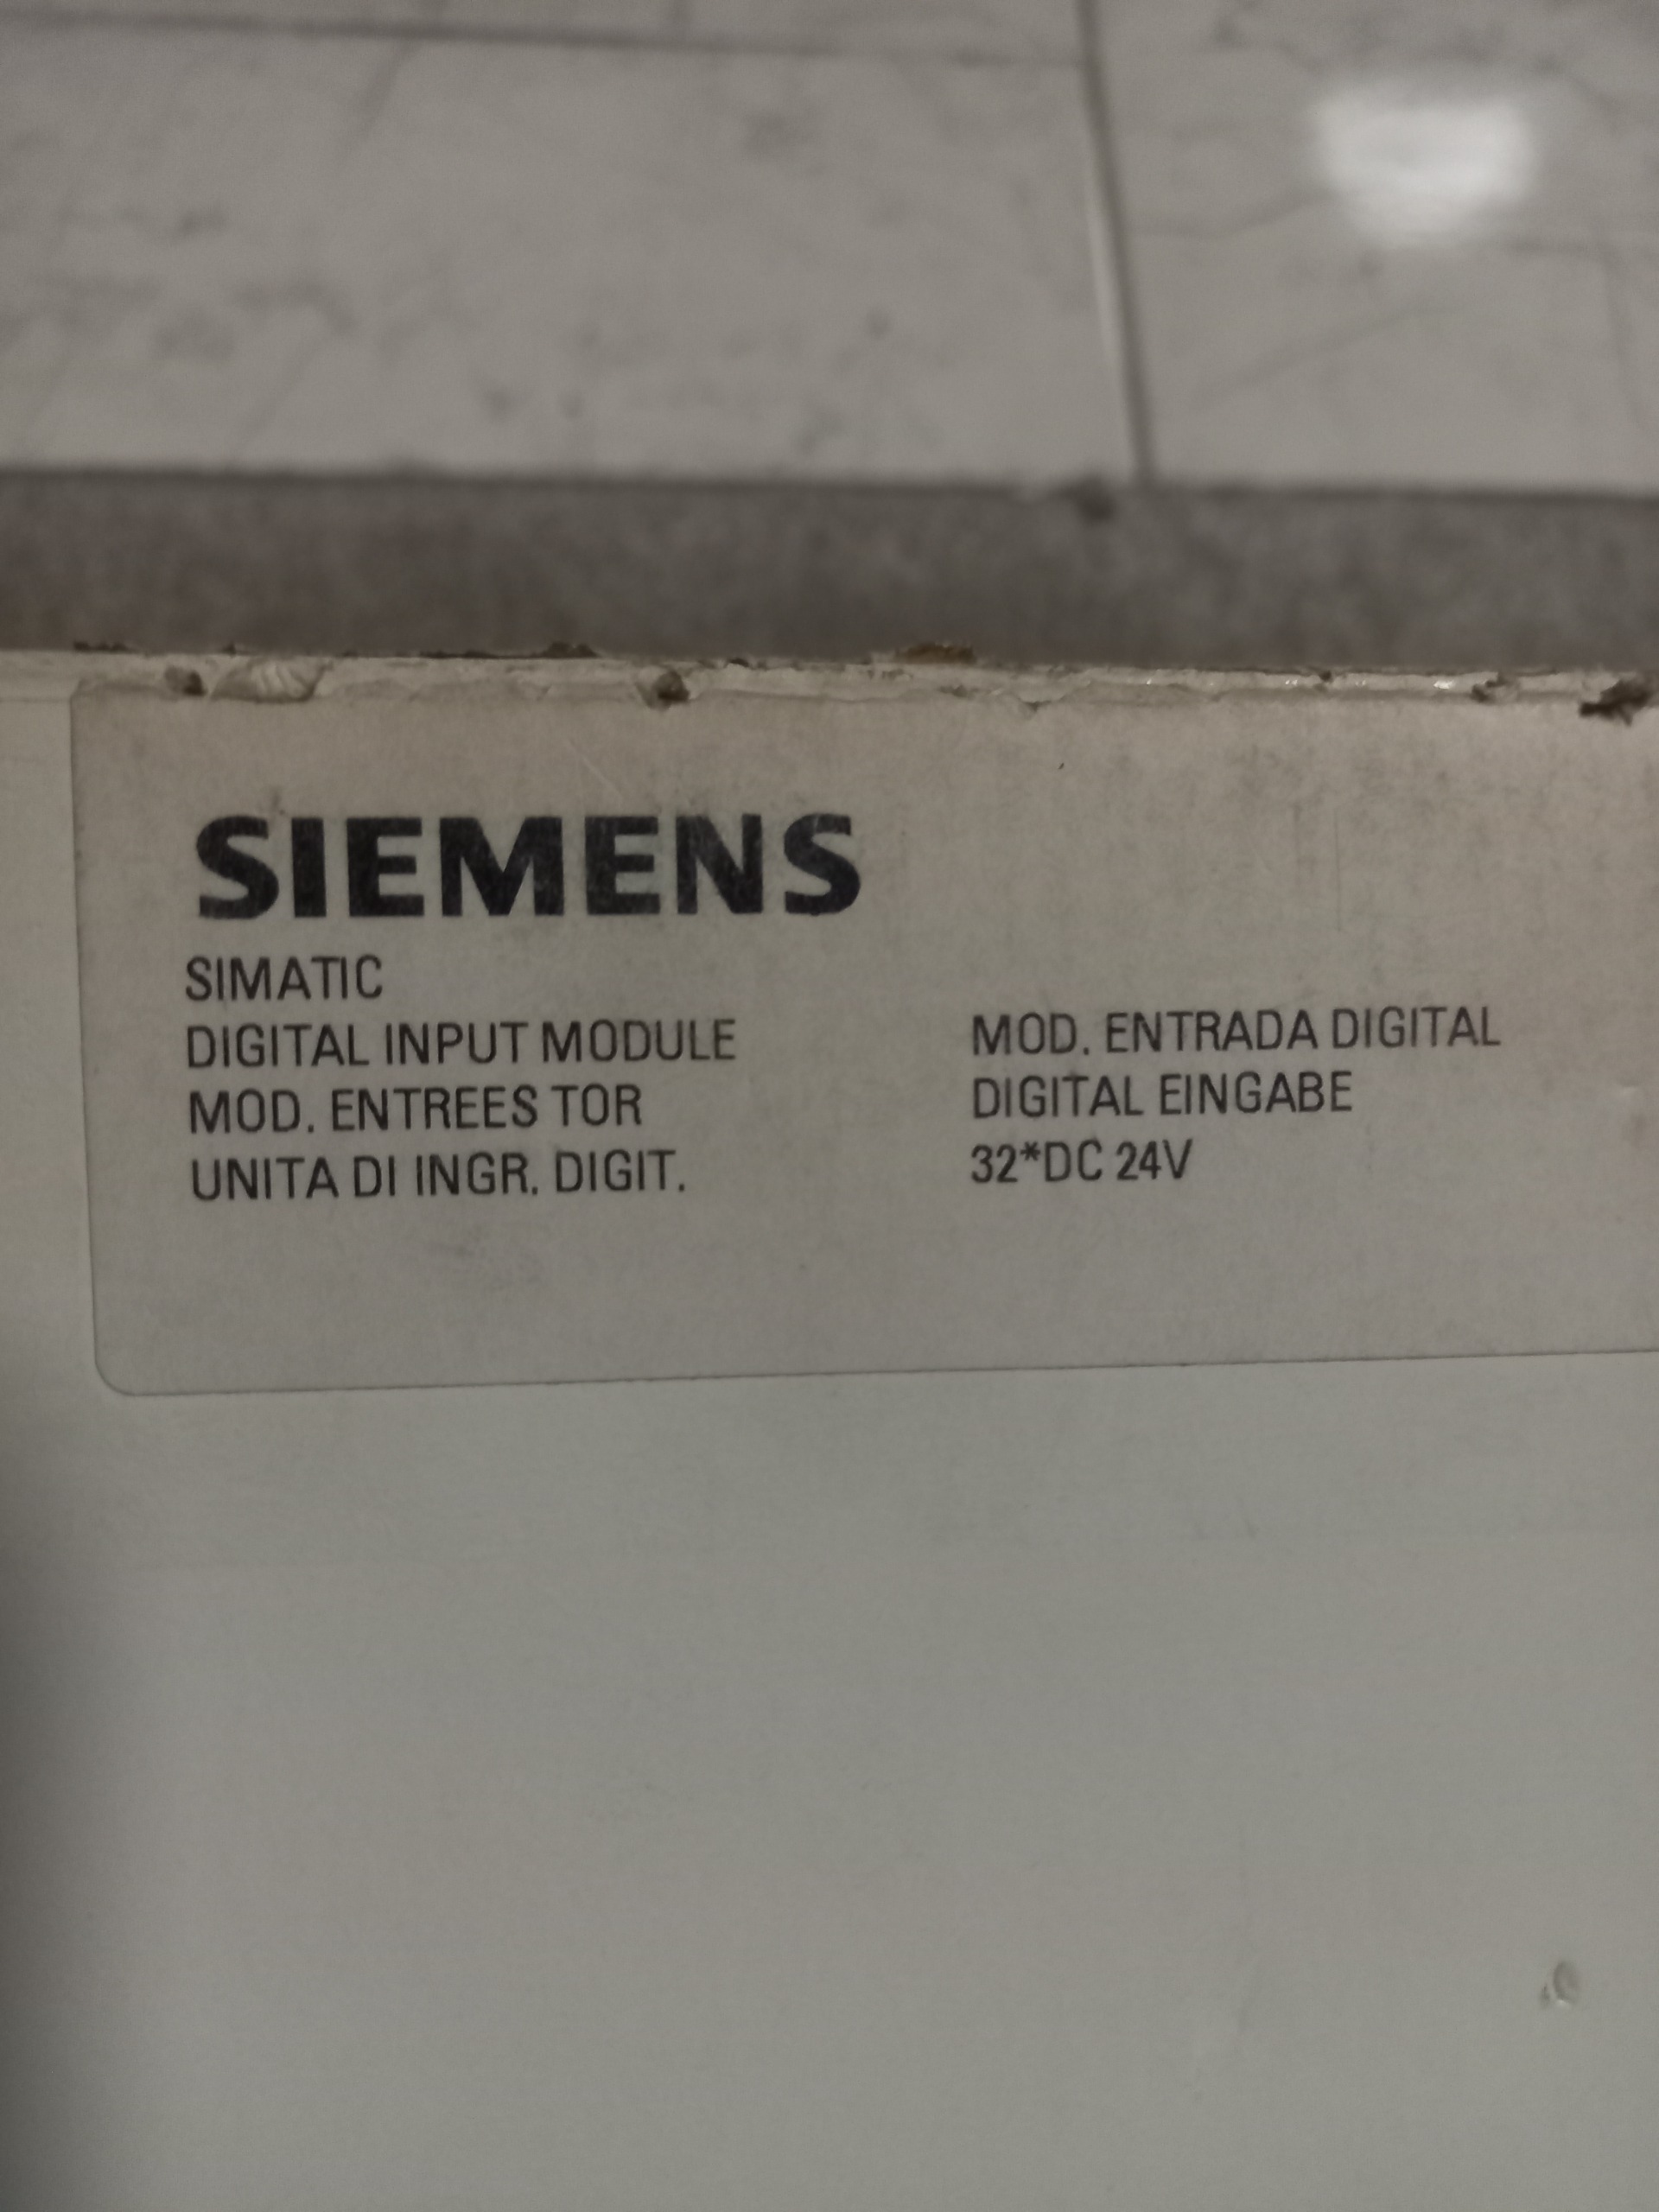 SIEMENS
SIMATIC
DIGITAL INPUT MODULE
MOD. ENTREES TOR
UNITA DI INGR. DIGIT.
MOD. ENTRADA DIGITAL
DIGITAL EINGABE
32*DC 24V